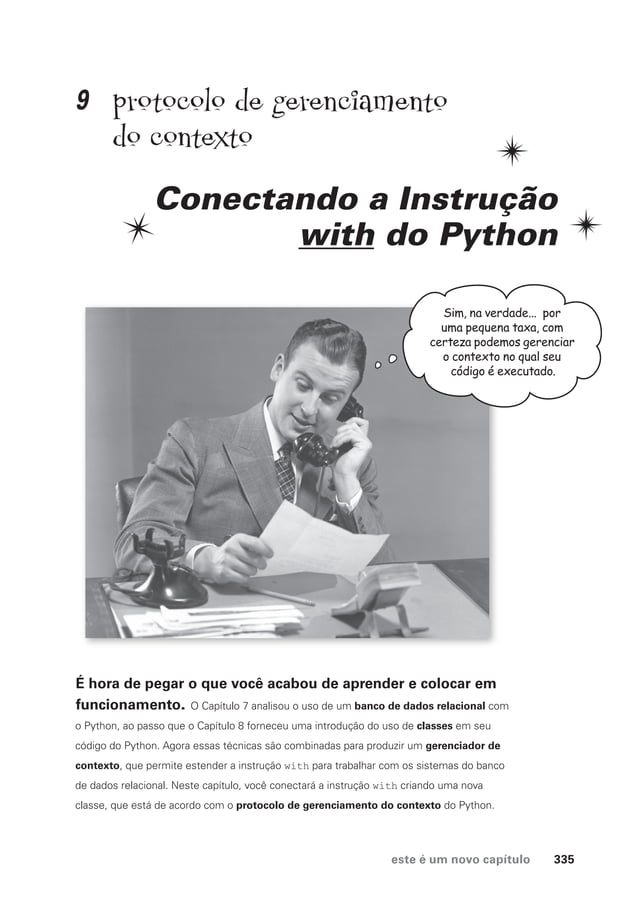 9 protocolo de gerenciamento
do contexto
Conectando a Instrução
with do Python
Sim, na verdade... por
uma pequena taxa, com
certeza podemos gerenciar
o contexto no qual seu
código é executado.
É hora de pegar o que você acabou de aprender e colocar em
funcionamento. O Capítulo 7 analisou o uso de um banco de dados relacional com
o Python, ao passo que o Capítulo 8 forneceu uma introdução do uso de classes em seu
código do Python. Agora essas técnicas são combinadas para produzir um gerenciador de
contexto, que permite estender a instrução with para trabalhar com os sistemas do banco
de dados relacional. Neste capítulo, você conectará a instrução with criando uma nova
classe, que está de acordo com o protocolo de gerenciamento do contexto do Python.
este é um novo capítulo 335